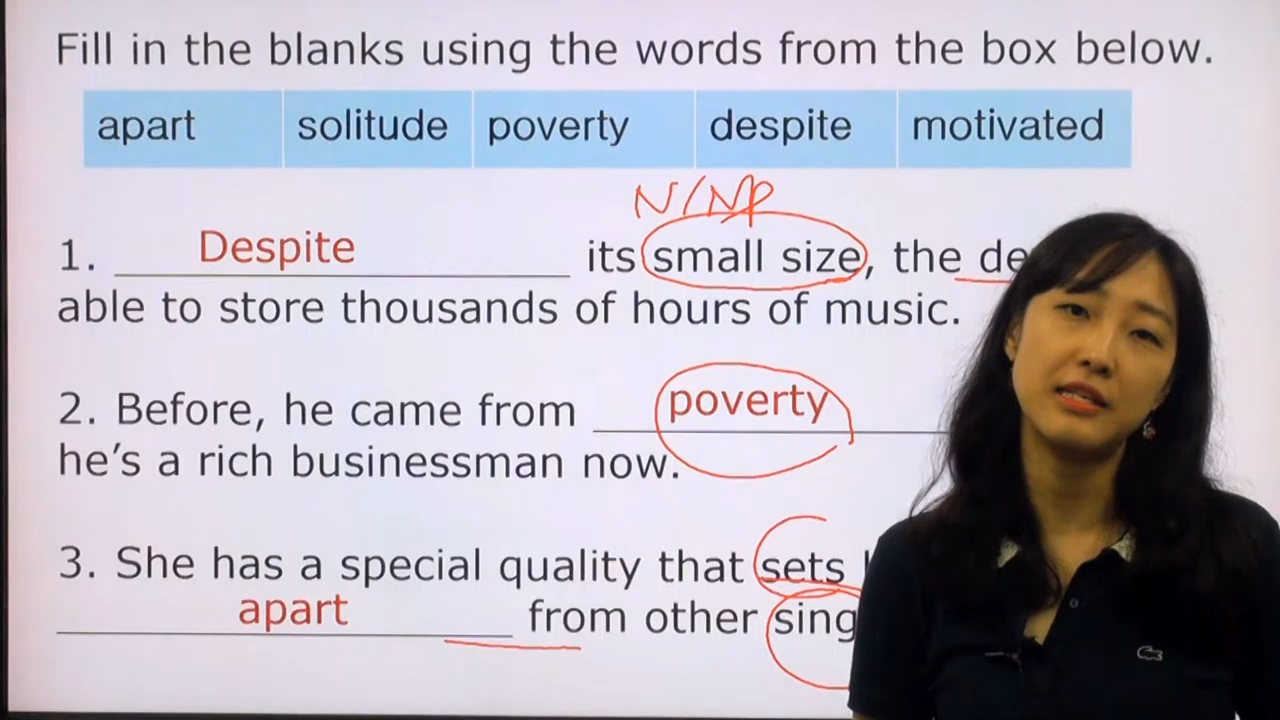 Fill in the blanks using the words from the box below.
apart solitude poverty despite motivated
N/NP
1. Despite its small size, the de
able to store thousands of hours of music.
2. Before, he came from poverty
he's a rich businessman now.
3. She has a special quality that sets
apart from other sing